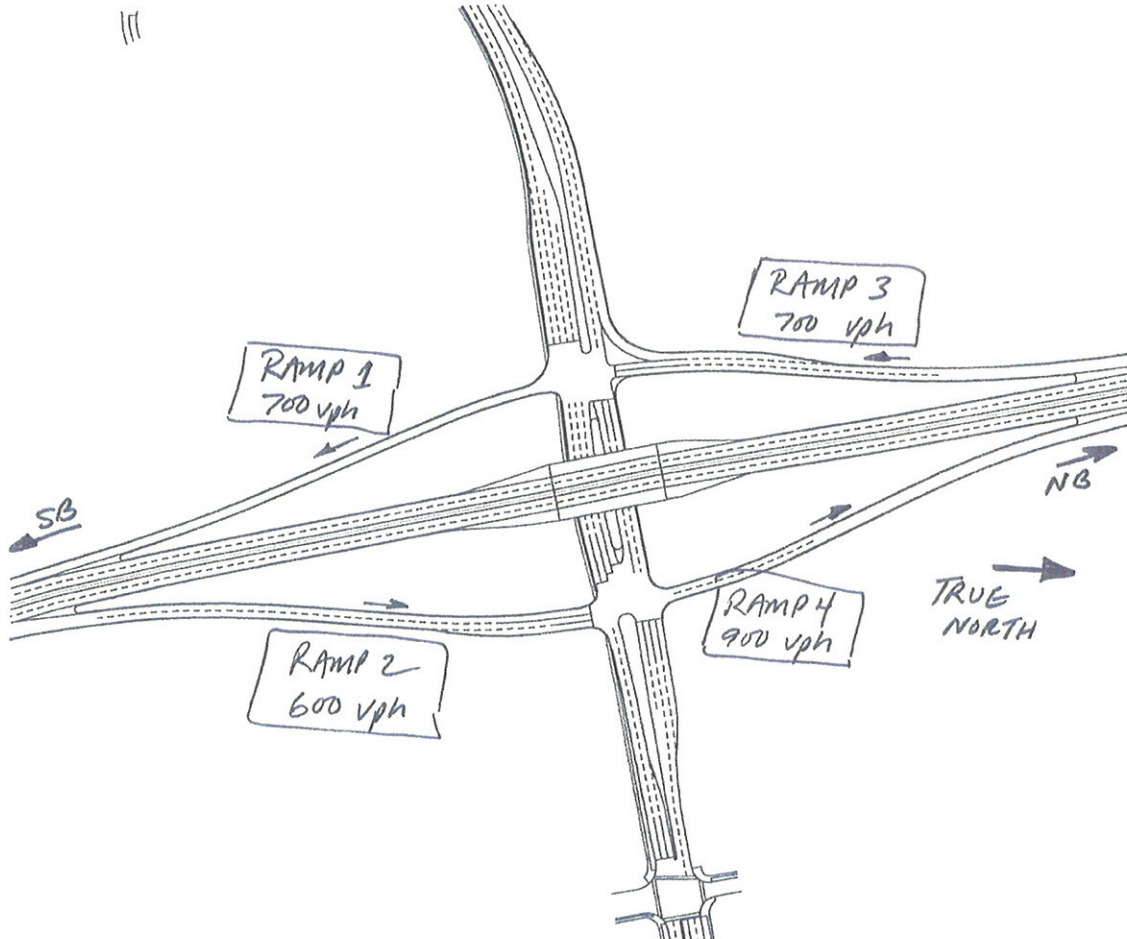 RAMP 3
700 vph
RAMP 1
700 vph
NB
SB
TRUE
NORTH
RAMP 4
900 vph
RAMP 2
600 vph